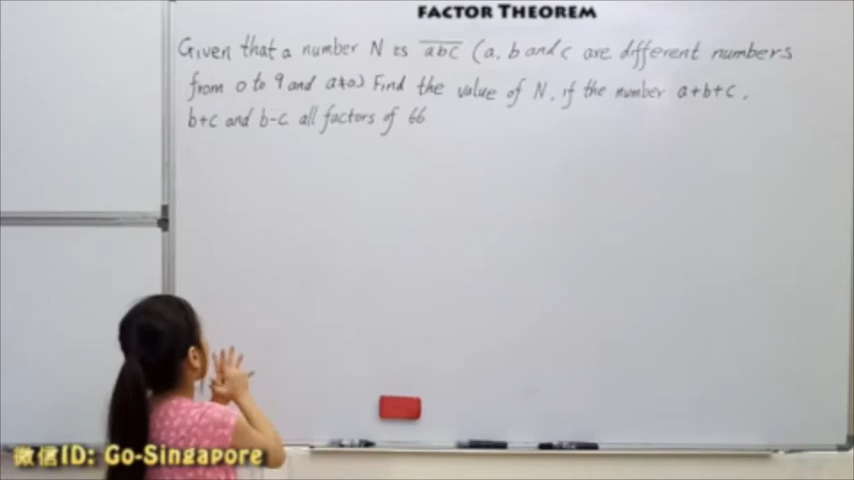 FACTOR THEOREM
Given that a number N is abc (a, b and c are different numbers
from 0 to 9 and a≠0) Find the value of N, if the number a+b+c,
b+c and b-c all factors of 66
微信ID: Go-Singapore